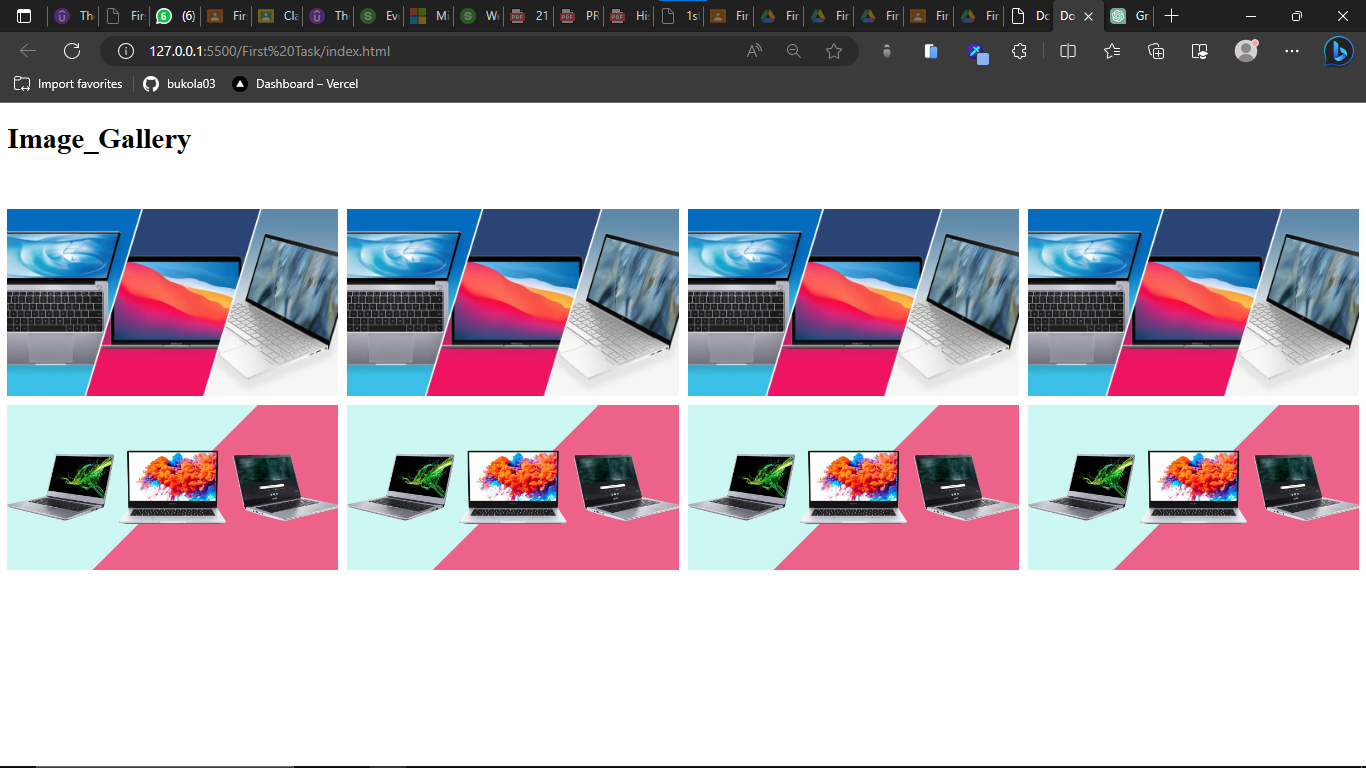 Th Fir (6) Fir Cla Th Ev Mi We 21 PR Hi 1s Fir Fir Fir Fir Fir Fir Do Do Gr
127.0.0.1:5500/First%20Task/index.html
Import favorites bukola03 Dashboard – Vercel
Image_Gallery